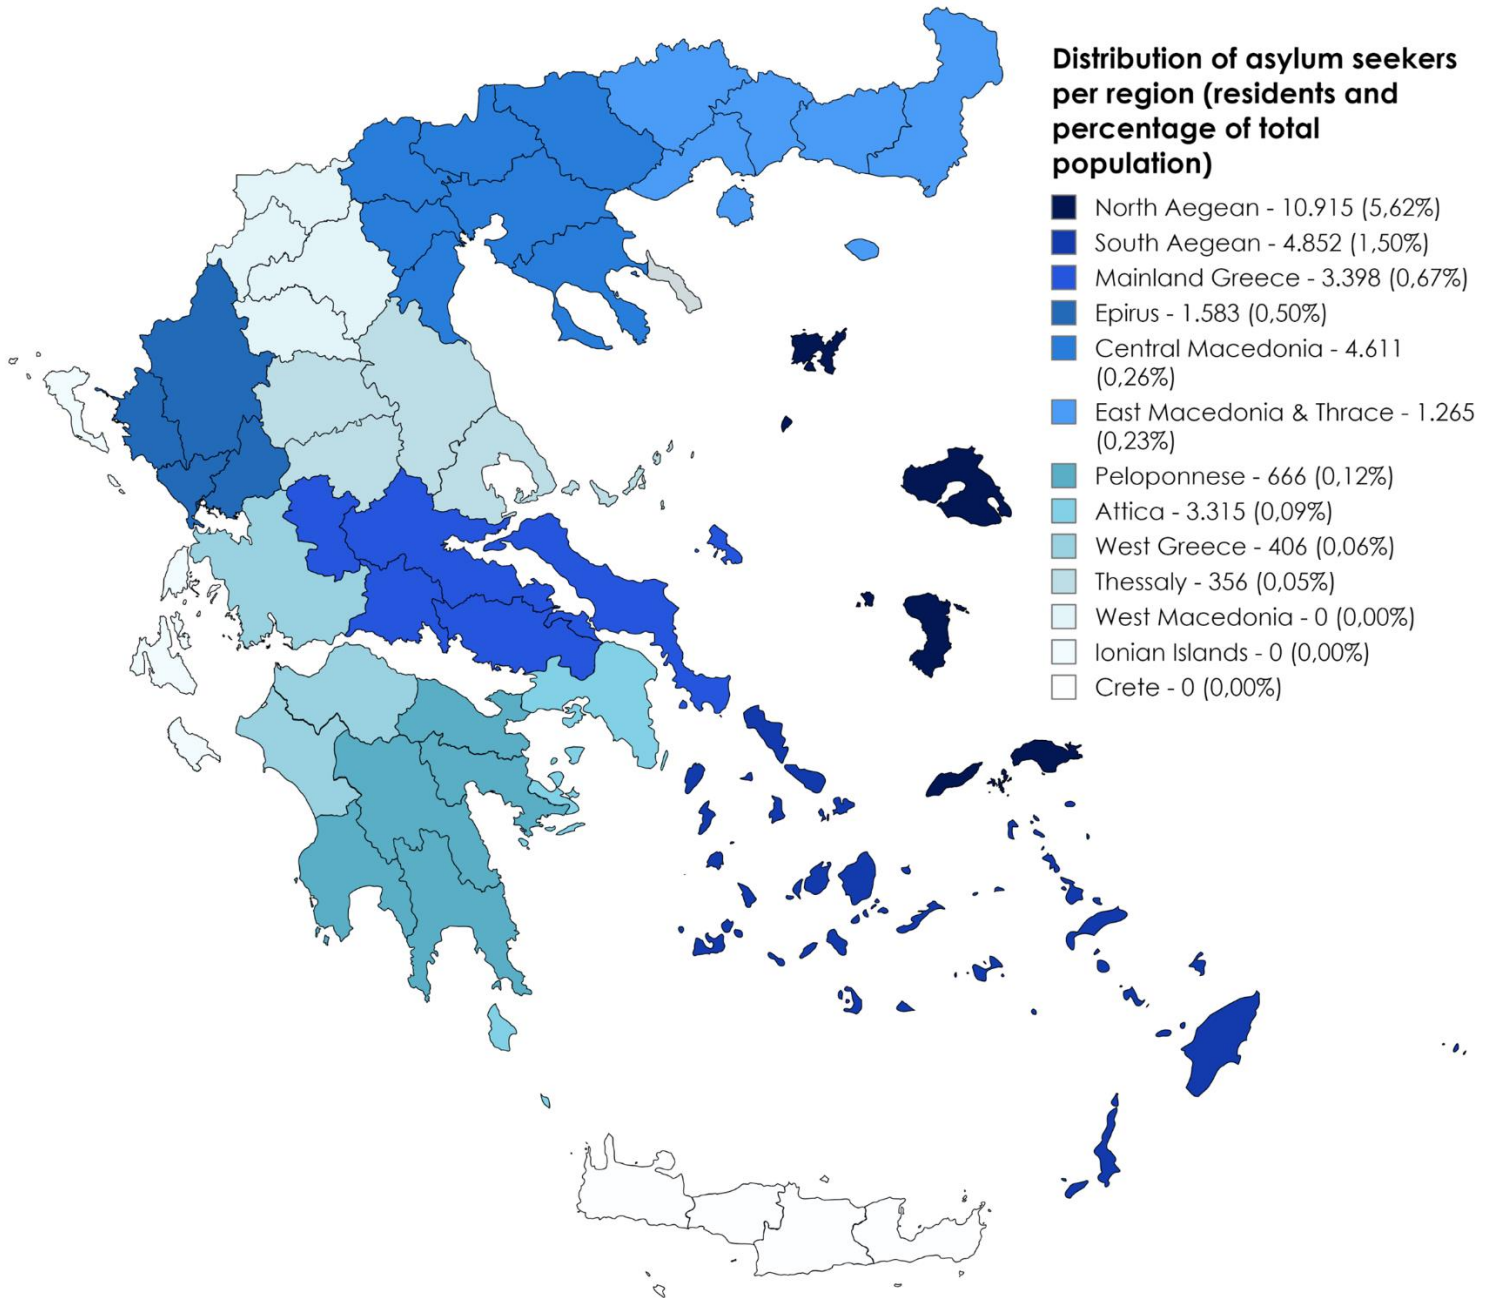 Distribution of asylum seekers
per region (residents and
percentage of total
population)
North Aegean - 10.915 (5,62%)
South Aegean - 4.852 (1,50%)
Mainland Greece - 3.398 (0,67%)
Epirus - 1.583 (0,50%)
Central Macedonia - 4.611
(0,26%)
East Macedonia & Thrace - 1.265
(0,23%)
Peloponnese - 666 (0,12%)
Attica - 3.315 (0,09%)
West Greece - 406 (0,06%)
Thessaly - 356 (0,05%)
West Macedonia - 0 (0,00%)
Ionian Islands - 0 (0,00%)
Crete - 0 (0,00%)